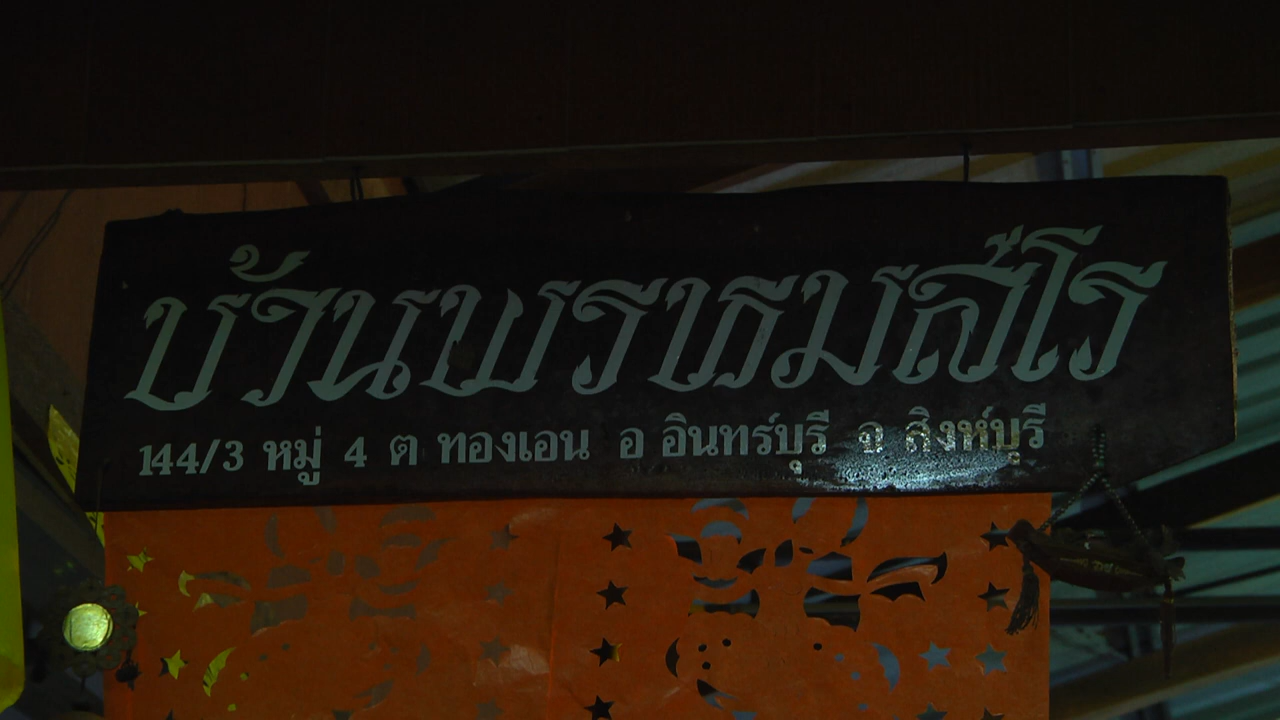 บ้านพรหมสโร
144/3 หมู่ 4 ต ทองเอน อ อินทร์บุรี จ สิงห์บุรี